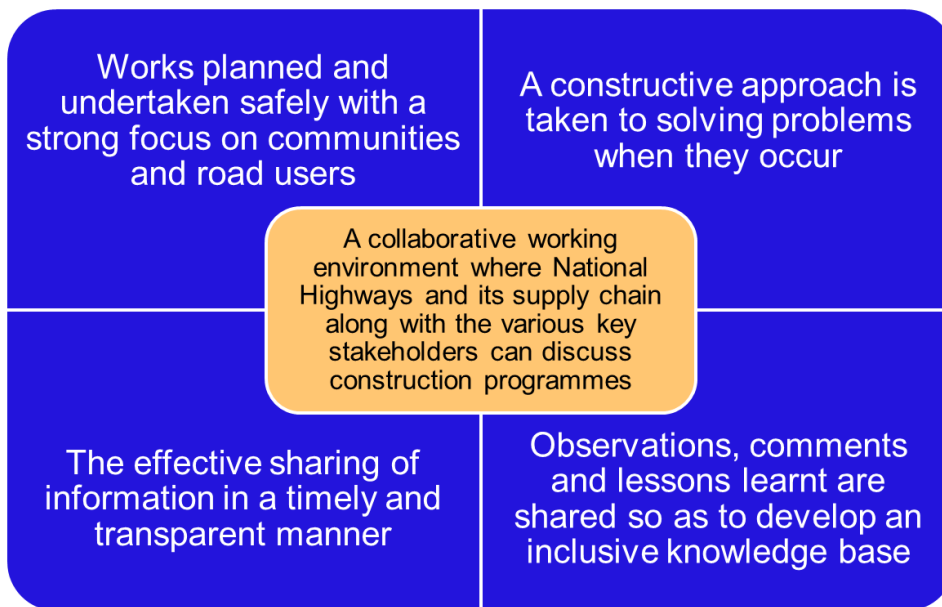 Works planned and
undertaken safely with a
strong focus on communities
and road users
A constructive approach is
taken to solving problems
when they occur
A collaborative working
environment where National
Highways and its supply chain
along with the various key
stakeholders can discuss
construction programmes
The effective sharing of
information in a timely and
transparent manner
Observations, comments
and lessons learnt are
shared so as to develop an
inclusive knowledge base